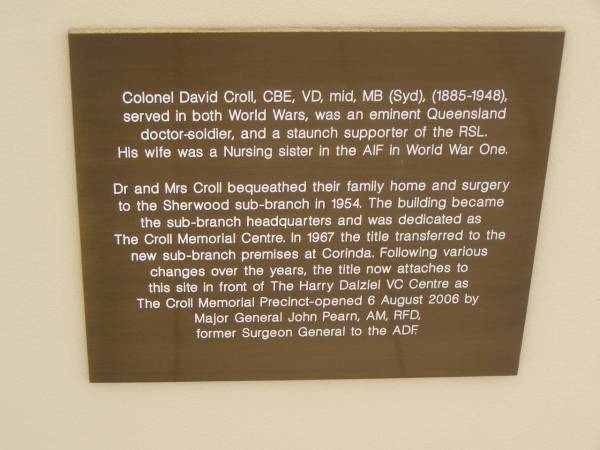 Colonel David Croll, CBE, VD, mid, MB (Syd), (1885-1948),
served in both World Wars, was an eminent Queensland
doctor-soldier, and a staunch supporter of the RSL.
His wife was a Nursing sister in the AIF in World War One.
Dr and Mrs Croll bequeathed their family home and surgery
to the Sherwood sub-branch in 1954. The building became
the sub-branch headquarters and was dedicated as
The Croll Memorial Centre. In 1967 the title transferred to the
new sub-branch premises at Corinda. Following various
changes over the years, the title now attaches to
this site in front of The Harry Dalziel VC Centre as
The Croll Memorial Precinct-opened 6 August 2006 by
Major General John Pearn, AM, RFD,
former Surgeon General to the ADF.